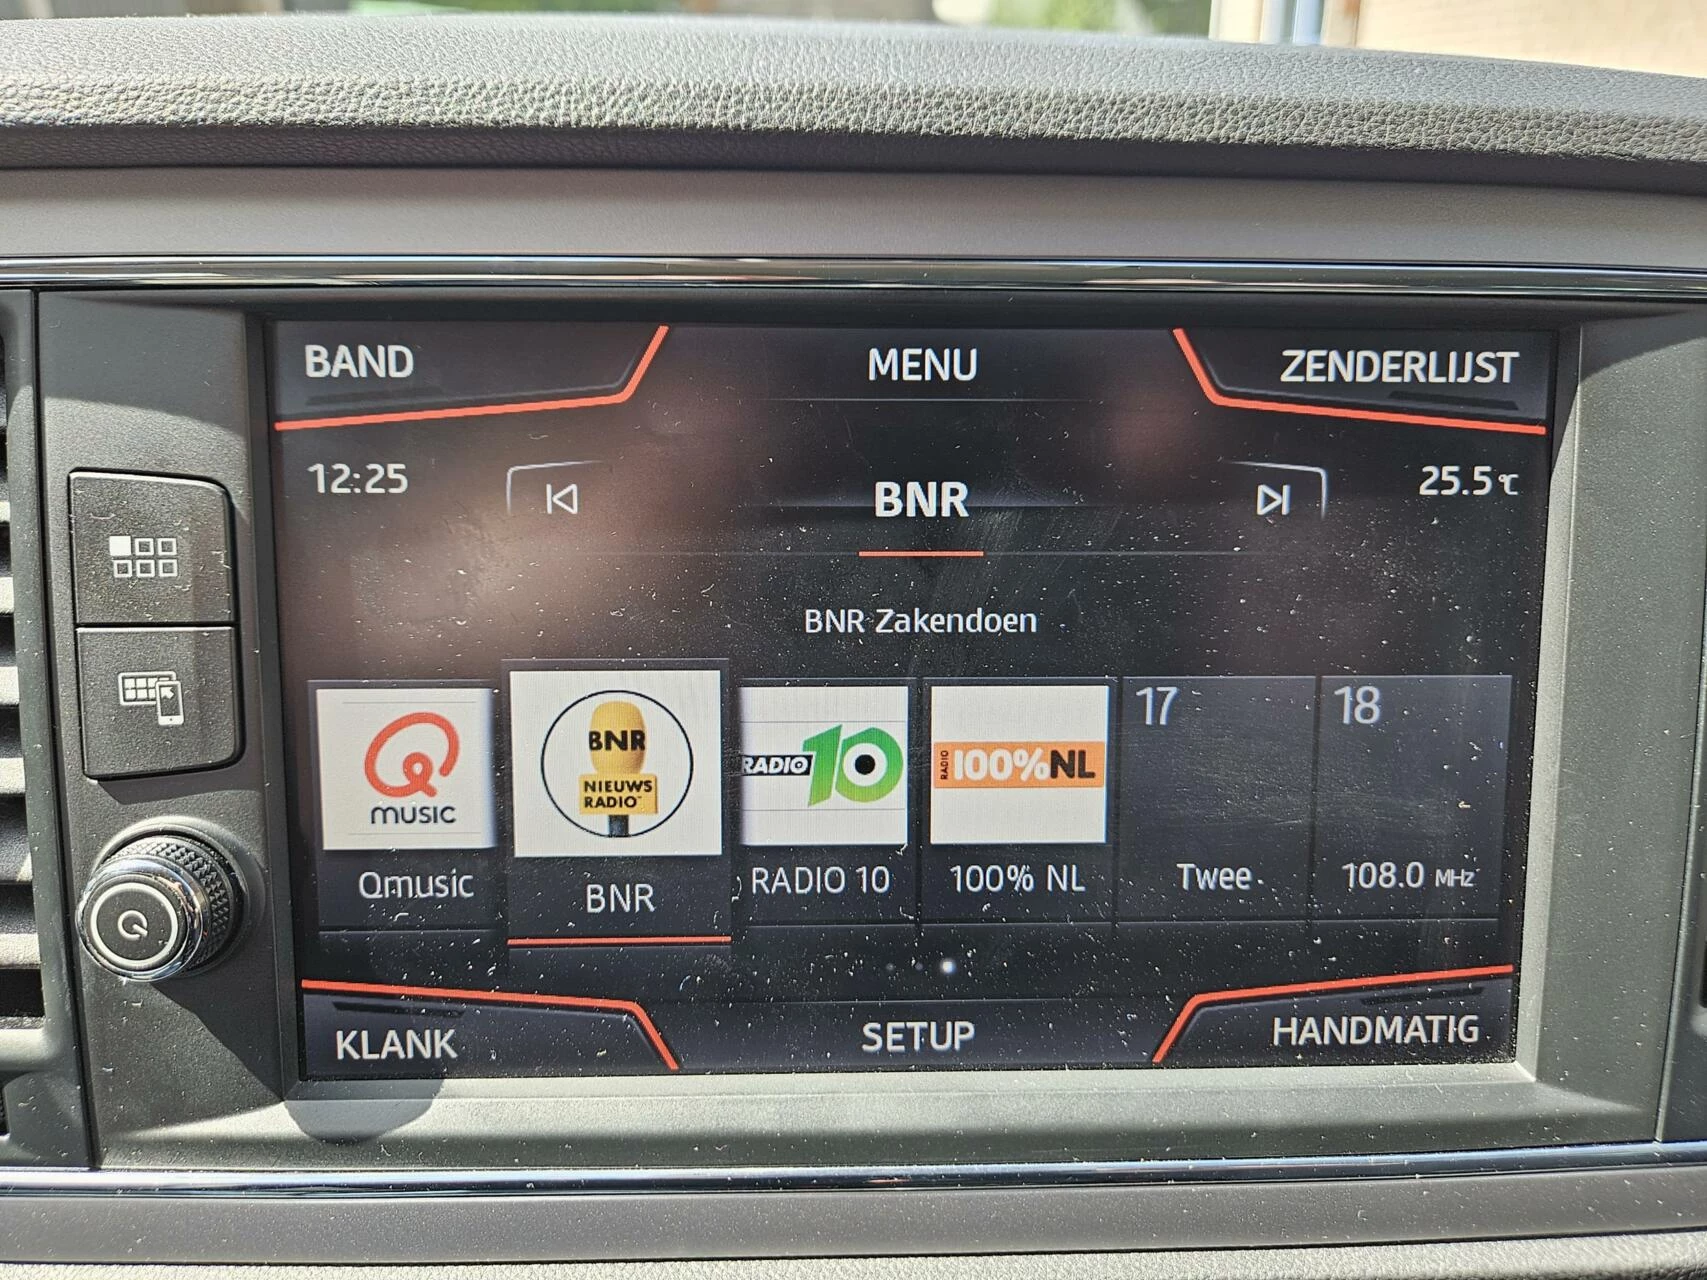 BAND
MENU
ZENDERLIJST
12:25
BNR
25.5 °C
BNR Zakendoen
music
BNR
NIEUWS
RADIO™
RADIO 10
RADIO 100%NL
17
18
Qmusic
BNR
RADIO 10
100% NL
Twee
108.0 MHz
KLANK
SETUP
HANDMATIG